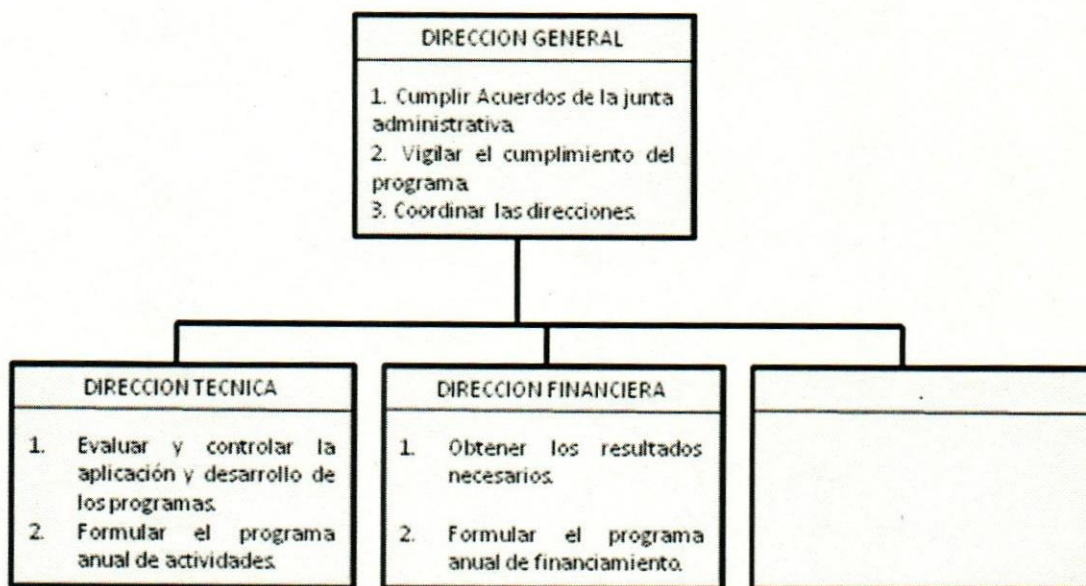 DIRECCION GENERAL
1. Cumplir Acuerdos de la junta
administrativa.
2. Vigilar el cumplimiento del
programa.
3. Coordinar las direcciones.
DIRECCION TECNICA
1. Evaluar y controlar la
aplicación y desarrollo de
los programas.
2. Formular el programa
anual de actividades.
DIRECCION FINANCIERA
1. Obtener los resultados
necesarios.
2. Formular el programa
anual de financiamiento.